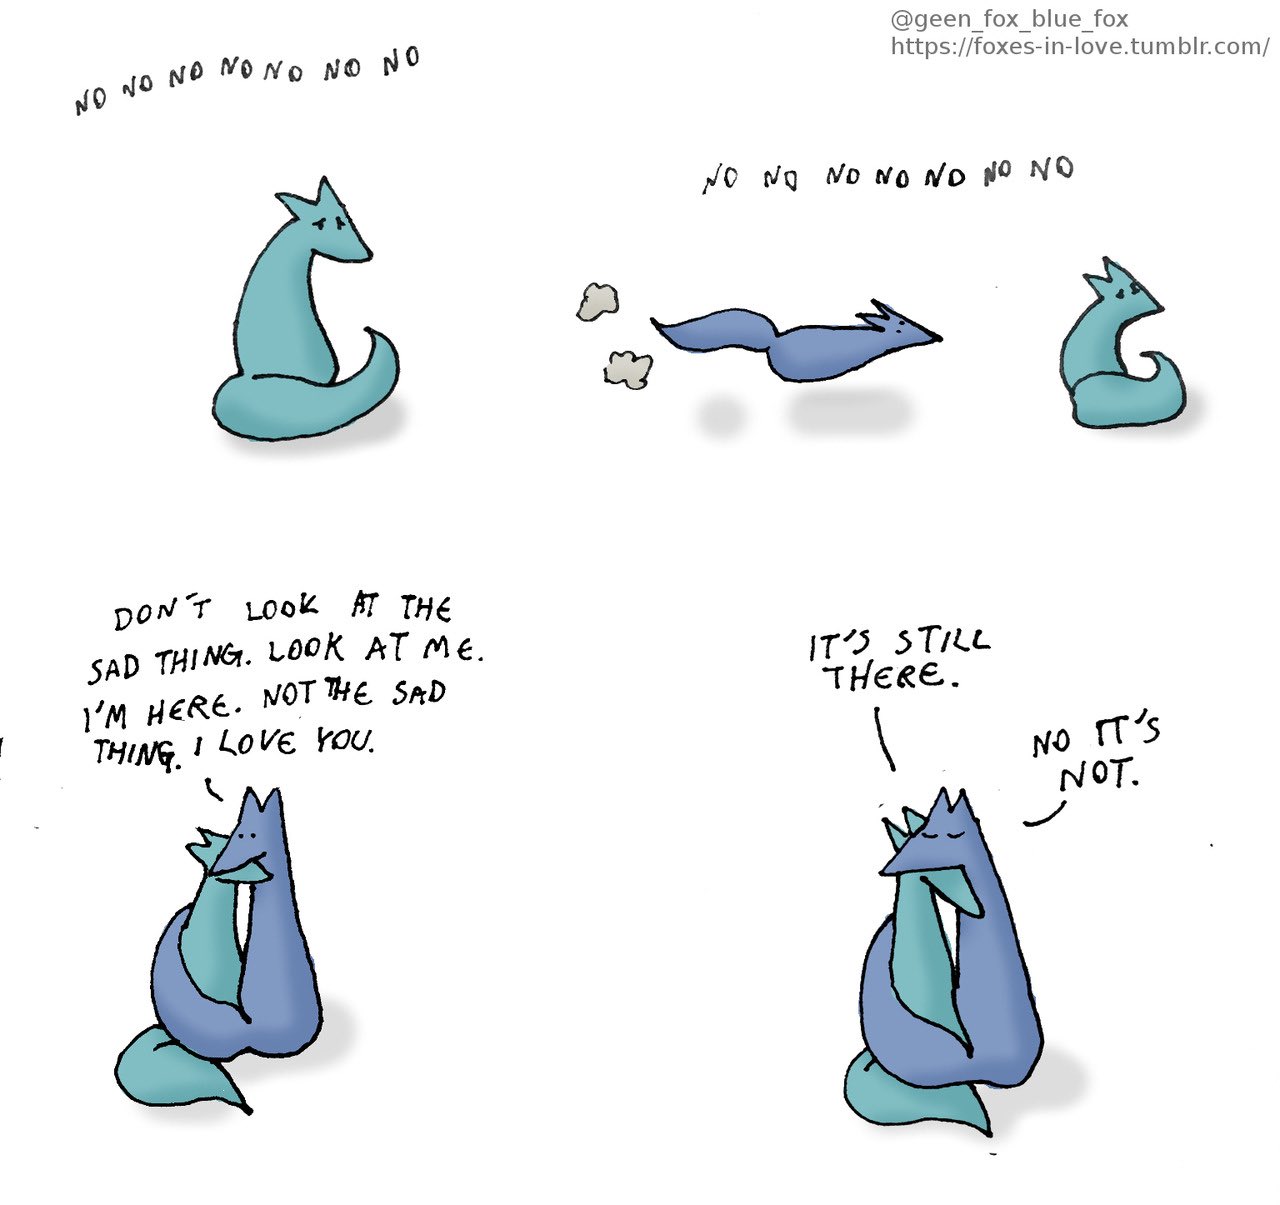 @geen_fox_blue_fox
https://foxes-in-love.tumblr.com/
NO NO NO NO NO NO NO
NO NO NO NO NO NO NO
DON'T LOOK AT THE
SAD THING. LOOK AT ME.
I'M HERE. NOT THE SAD
THING. I LOVE YOU.
IT'S STILL
THERE.
NO IT'S
NOT.